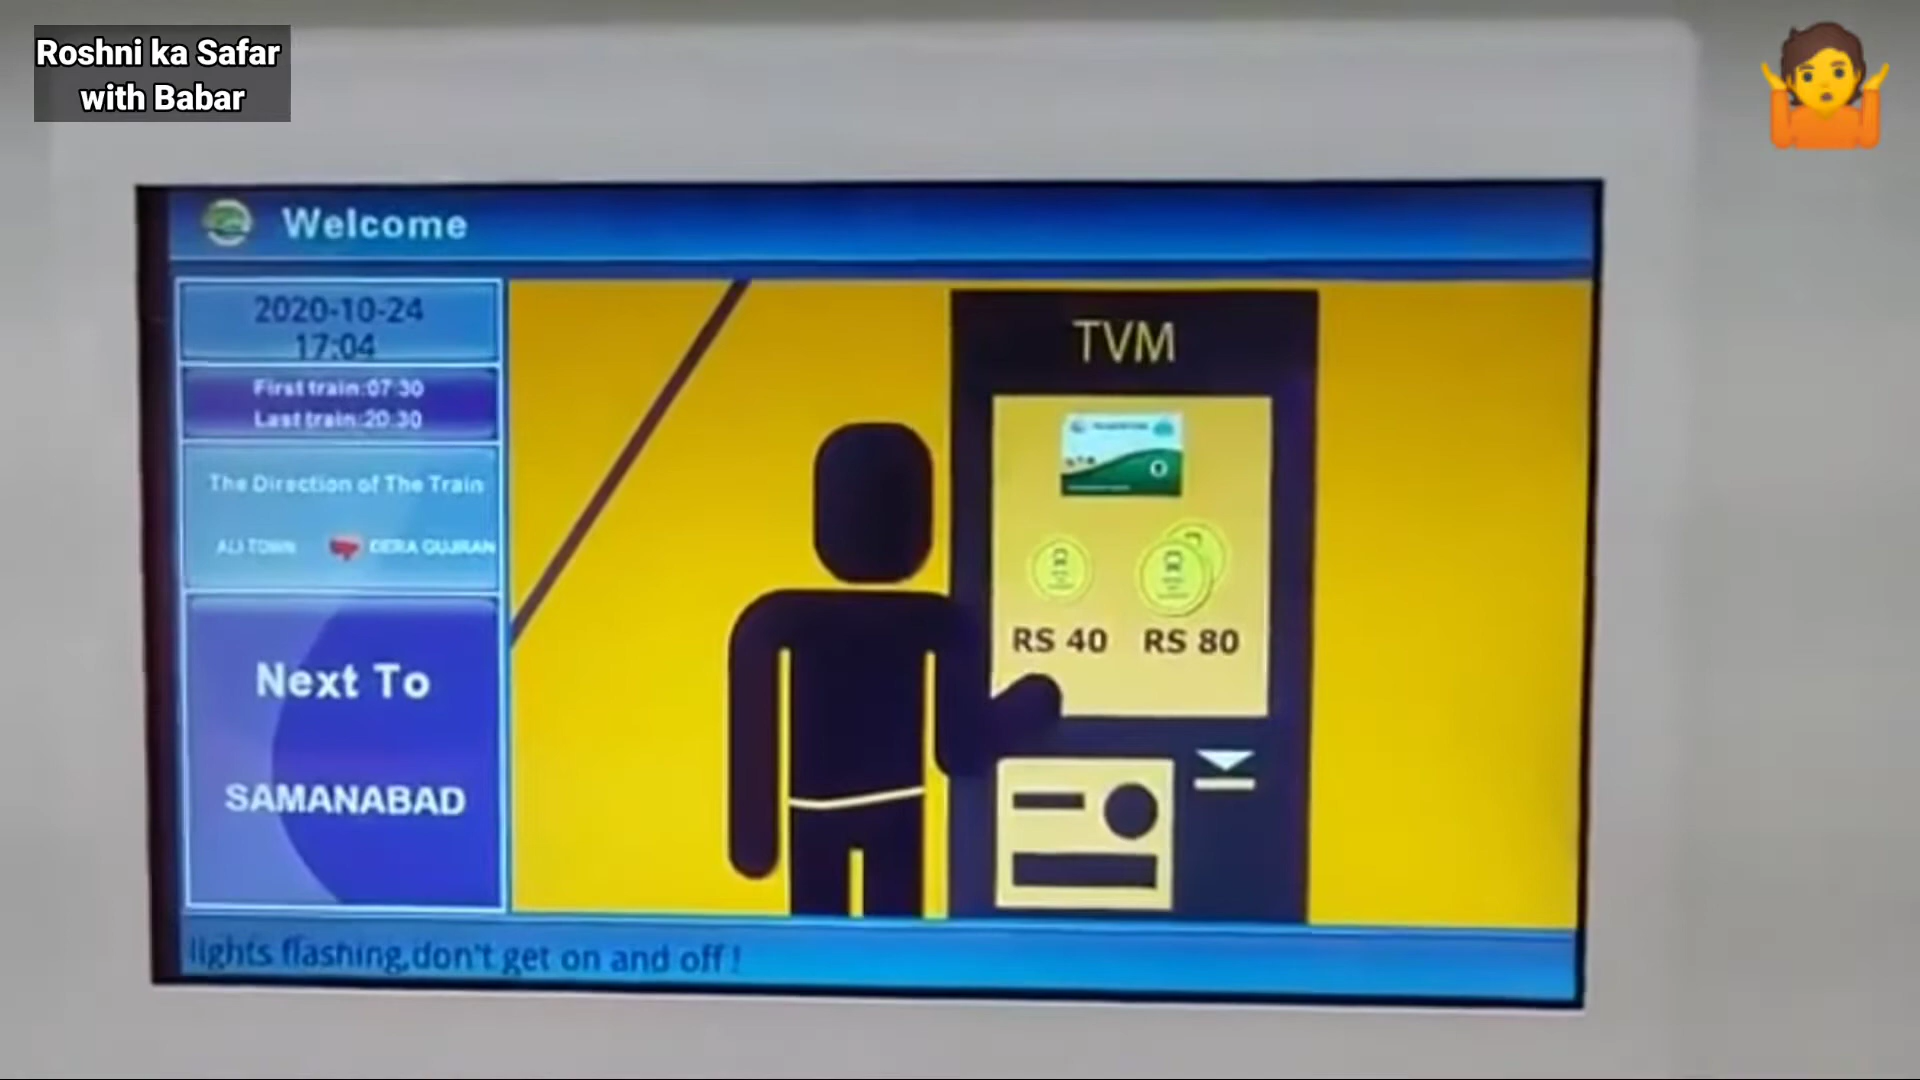 Roshni ka Safar
with Babar
Welcome
2020-10-24
17:04
First train:07:30
Last train:20:30
The Direction of The Train
ALI TOWN DERA GUJRAN
Next To
SAMANABAD
TVM
RS 40 RS 80
lights flashing,don't get on and off !